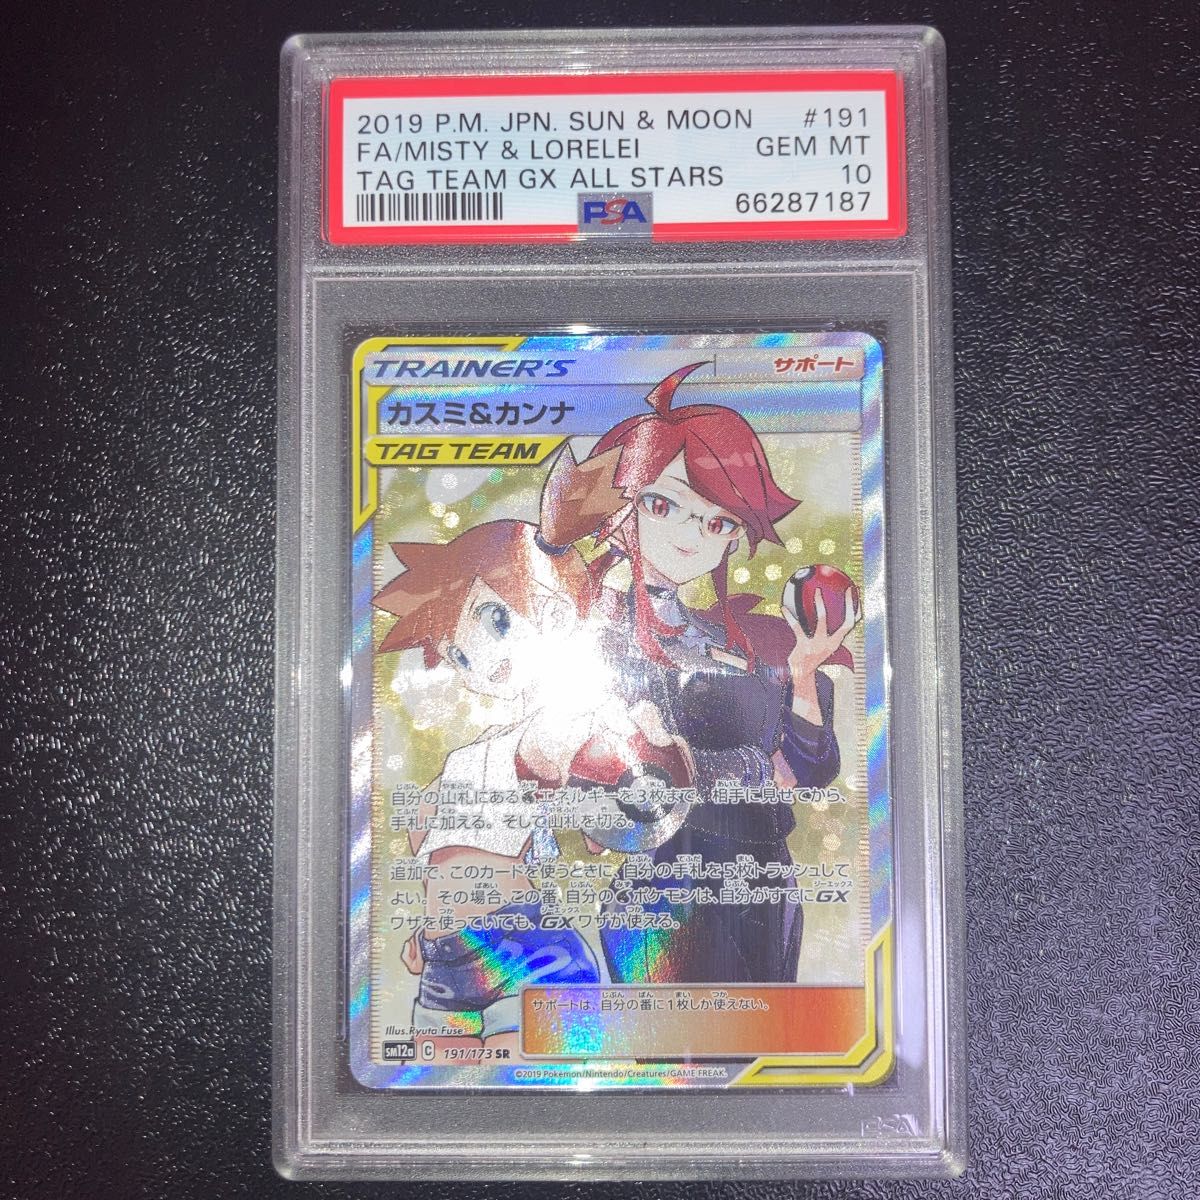 2019 P.M. JPN. SUN & MOON #191
FA/MISTY & LORELEI GEM MT
TAG TEAM GX ALL STARS 10
PSA 66287187
TRAINER'S サポート
カスミ&カンナ
TAG TEAM
自分の山札にあるエネルギーを3枚まで、相手に見せてから、
手札に加える。そして山札を切る。
追加で、このカードを使うときに、自分の手札を5枚トラッシュして
よい。その場合、この番、自分のポケモンは、自分がすでにGX
ワザを使っていても、GXワザが使える。
サポートは、自分の番に1枚しか使えない。
Illus.Ryuta Fuse
sm12a C 191/173 SR
©2019 Pokémon/Nintendo/Creatures/GAME FREAK.
PSA